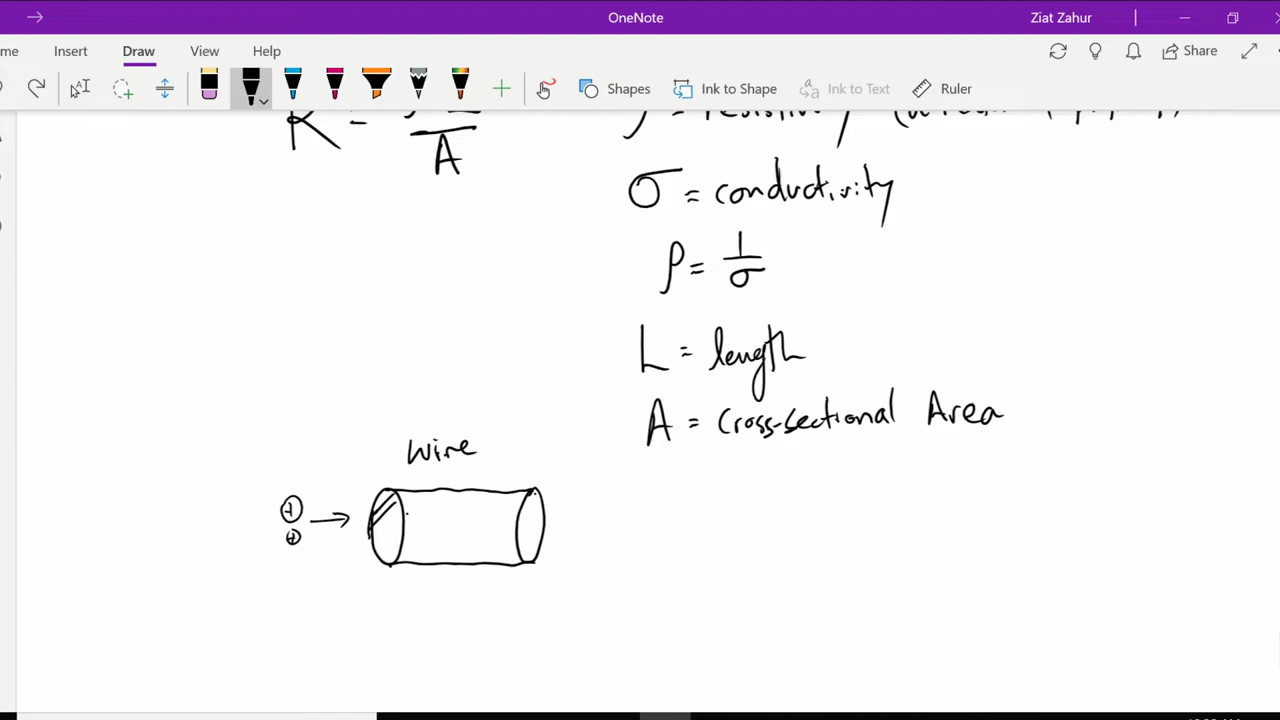 OneNote
Ziat Zahur
Insert Draw View Help
Share
Shapes Ink to Shape Ink to Text Ruler
R =
A
ρ = resistivity
σ = conductivity
ρ = 1/σ
L = length
A = Cross-sectional Area
Wire
+
+